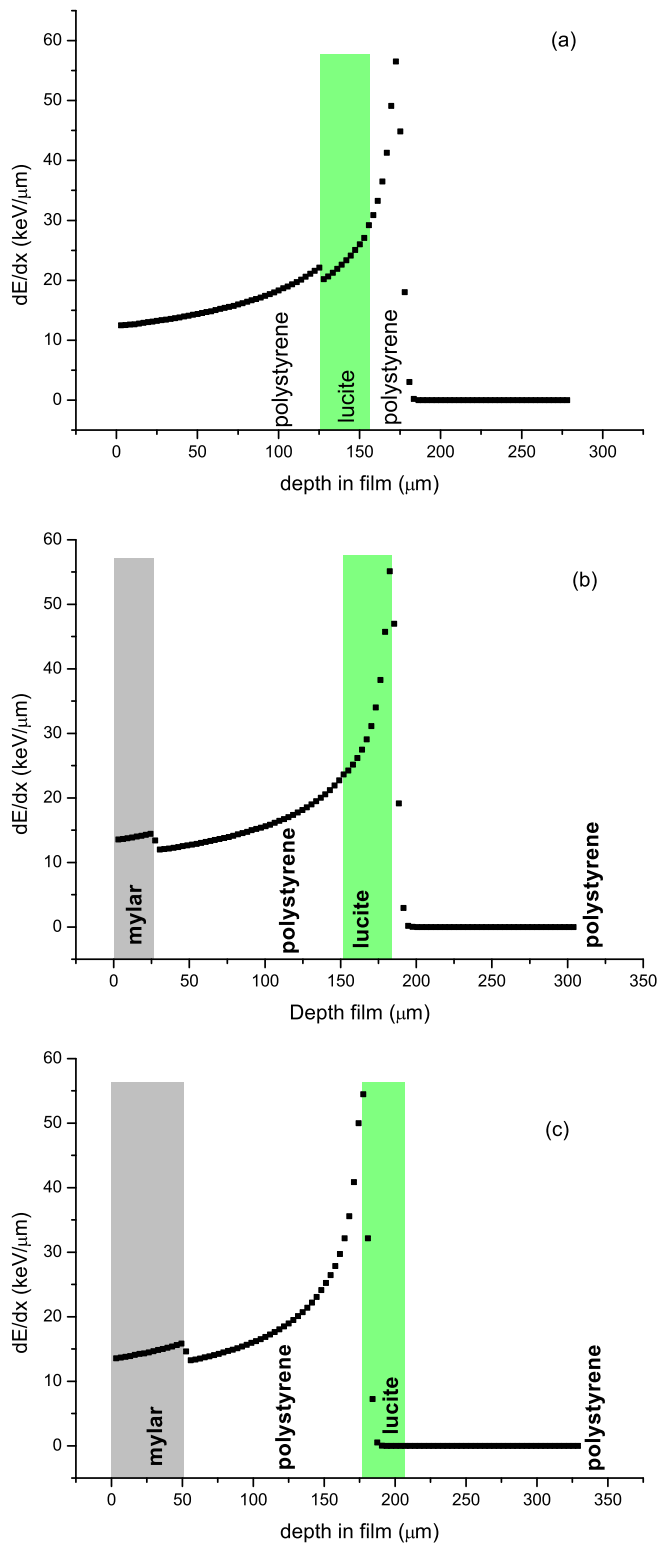 (a)
60
50
40
30
20
10
0
dE/dx (keV/μm)
polystyrene
lucite
polystyrene
0 50 100 150 200 250 300
depth in film (μm)
(b)
60
50
40
30
20
10
0
dE/dx (keV/μm)
mylar
polystyrene
lucite
polystyrene
0 50 100 150 200 250 300 350
Depth film (μm)
(c)
60
50
40
30
20
10
0
dE/dx (keV/μm)
mylar
polystyrene
lucite
polystyrene
0 50 100 150 200 250 300 350
depth in film (μm)